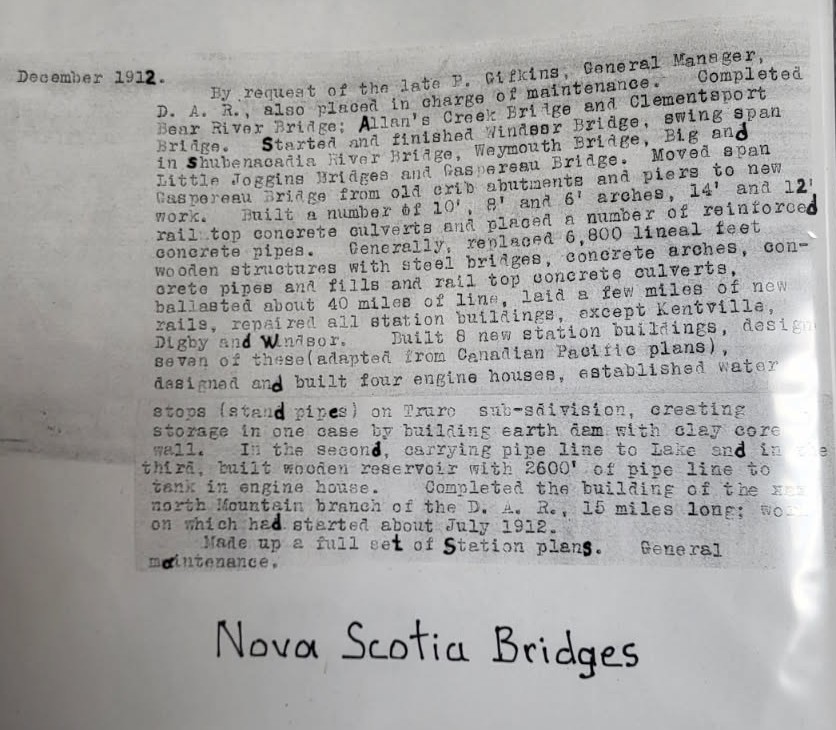 December 1912.
By request of the late P. Gifkins, General Manager,
D. A. R., also placed in charge of maintenance. Completed
Bear River Bridge; Allan's Creek Bridge and Clementsport
Bridge. Started and finished Windsor Bridge, swing span
in Shubenacadia River Bridge, Weymouth Bridge, Big and
Little Joggins Bridges and Gaspereau Bridge. Moved span
Gaspereau Bridge from old crib abutments and piers to new
work. Built a number of 10', 8' and 6' arches, 14' and 12'
rail top concrete culverts and placed a number of reinforced
concrete pipes. Generally, replaced 6,800 lineal feet
wooden structures with steel bridges, concrete arches, con-
crete pipes and fills and rail top concrete culverts,
ballasted about 40 miles of line, laid a few miles of new
rails, repaired all station buildings, except Kentville,
Digby and Windsor. Built 8 new station buildings, design
seven of these(adapted from Canadian Pacific plans),
designed and built four engine houses, established water
stops (stand pipes) on Truro sub-sdivision, creating
storage in one case by building earth dam with clay core
wall. In the second, carrying pipe line to Lake and in the
third, built wooden reservoir with 2600' of pipe line to
tank in engine house. Completed the building of the
north Mountain branch of the D. A. R., 15 miles long;
on which had started about July 1912.
Made up a full set of Station plans. General
maintenance.
Nova Scotia Bridges